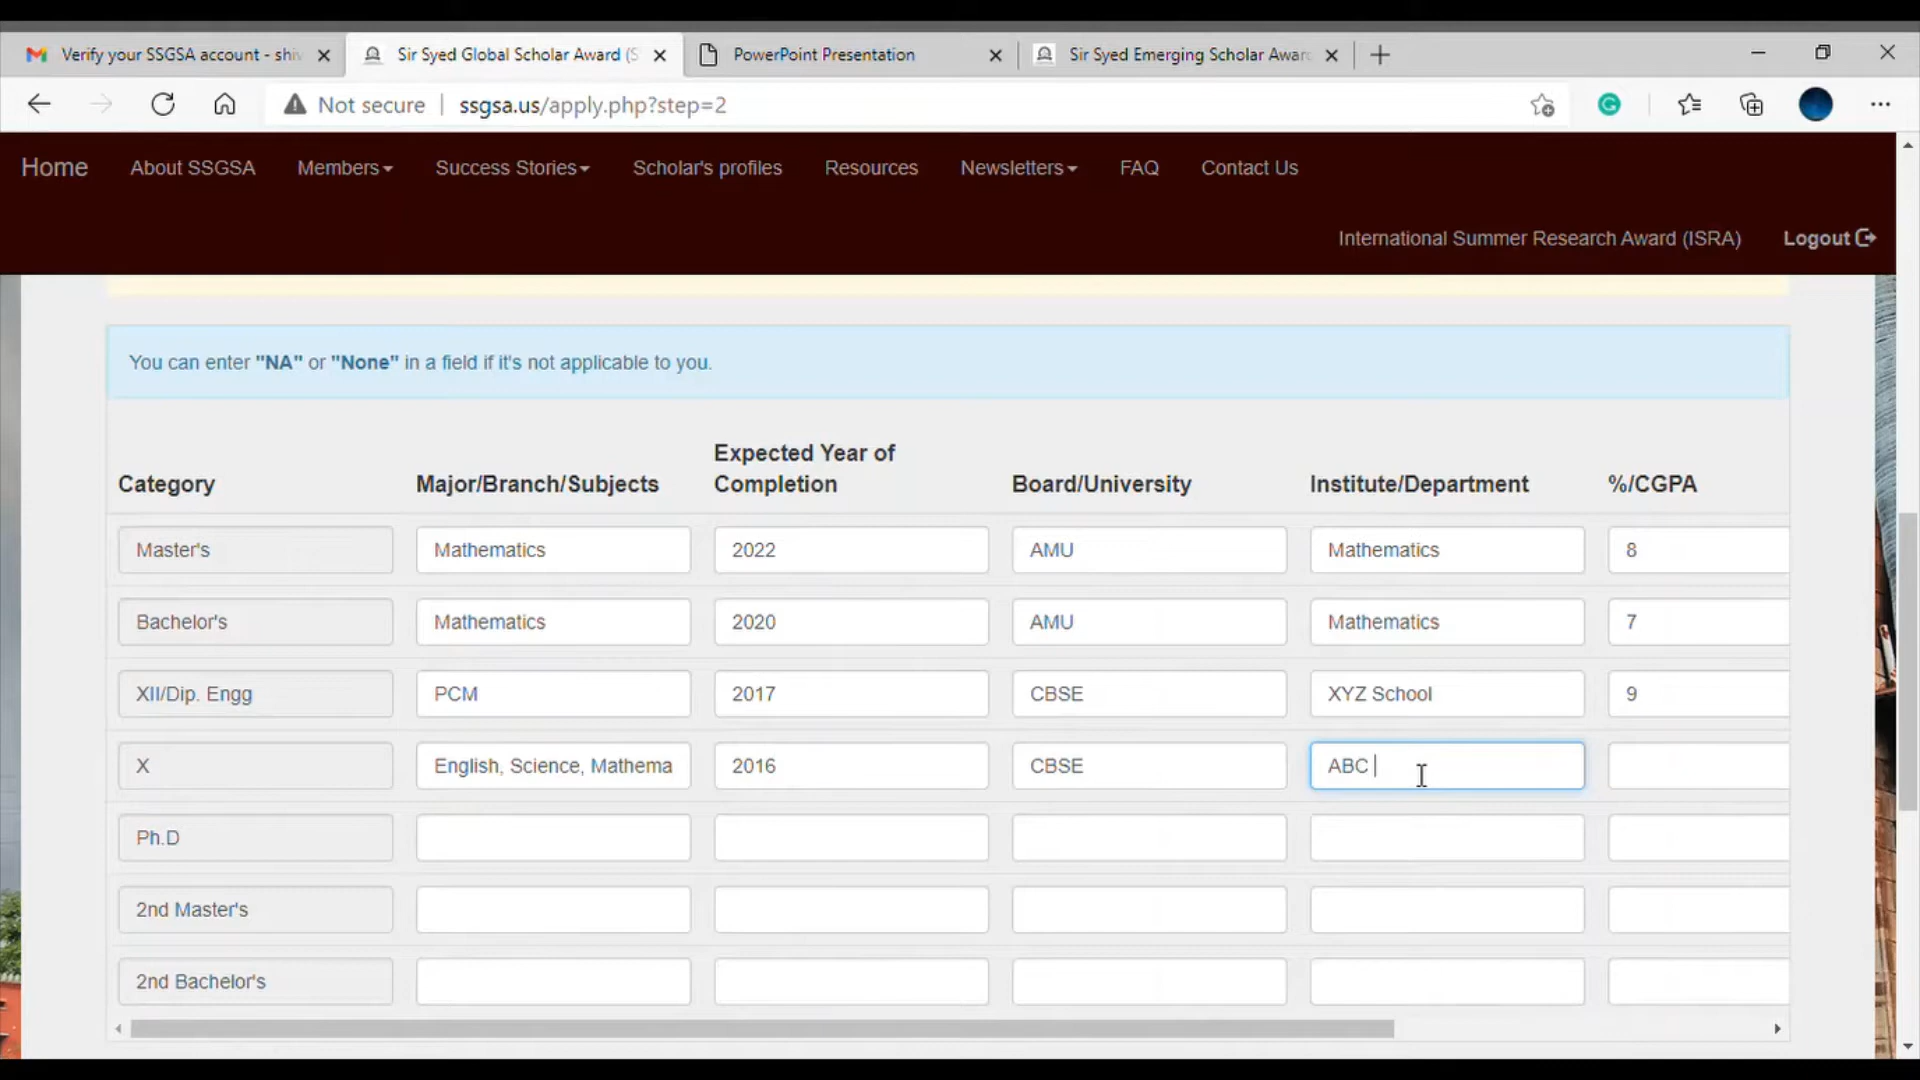 Verify your SSGSA account - shiv
Sir Syed Global Scholar Award (S
PowerPoint Presentation
Sir Syed Emerging Scholar Award
Not secure
ssgsa.us/apply.php?step=2
Home
About SSGSA
Members
Success Stories
Scholar's profiles
Resources
Newsletters
FAQ
Contact Us
International Summer Research Award (ISRA)
Logout
You can enter "NA" or "None" in a field if it's not applicable to you.
Category
Major/Branch/Subjects
Expected Year of
Completion
Board/University
Institute/Department
%/CGPA
Master's
Mathematics
2022
AMU
Mathematics
8
Bachelor's
Mathematics
2020
AMU
Mathematics
7
XII/Dip. Engg
PCM
2017
CBSE
XYZ School
9
X
English, Science, Mathema
2016
CBSE
ABC
Ph.D
2nd Master's
2nd Bachelor's